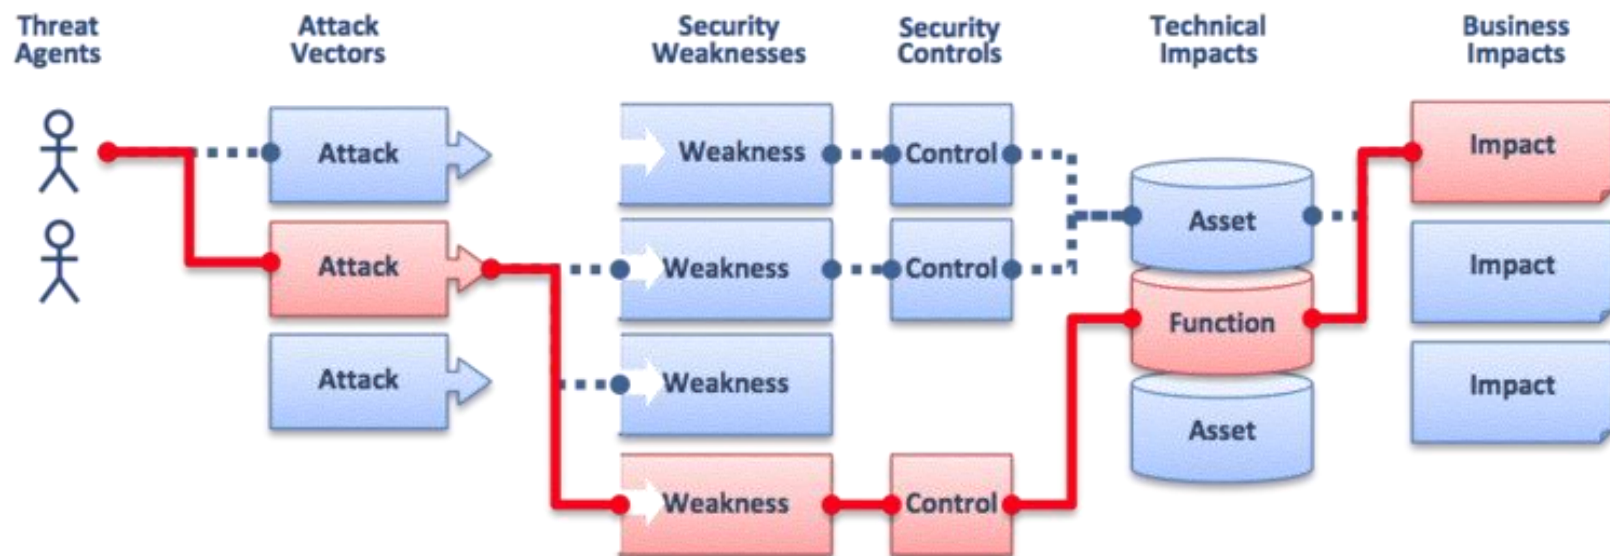 Threat
Agents
Attack
Vectors
Security
Weaknesses
Security
Controls
Technical
Impacts
Business
Impacts
Attack
Weakness
Control
Impact
Asset
Attack
Weakness
Control
Impact
Function
Attack
Weakness
Impact
Asset
Weakness
Control